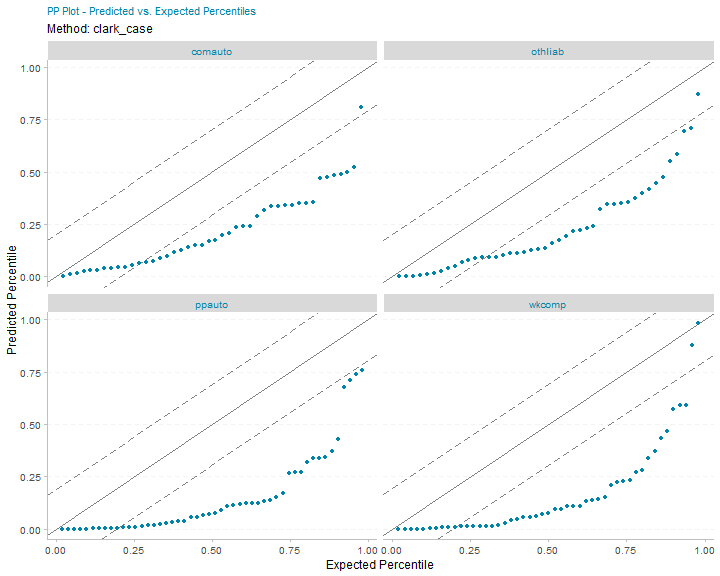 PP Plot - Predicted vs. Expected Percentiles
Method: clark_case
comauto
othliab
1.00
0.75
0.50
0.25
0.00
ppauto
wkcomp
1.00
0.75
0.50
0.25
0.00
Predicted Percentile
0.00 0.25 0.50 0.75 1.00 0.00 0.25 0.50 0.75 1.00
Expected Percentile